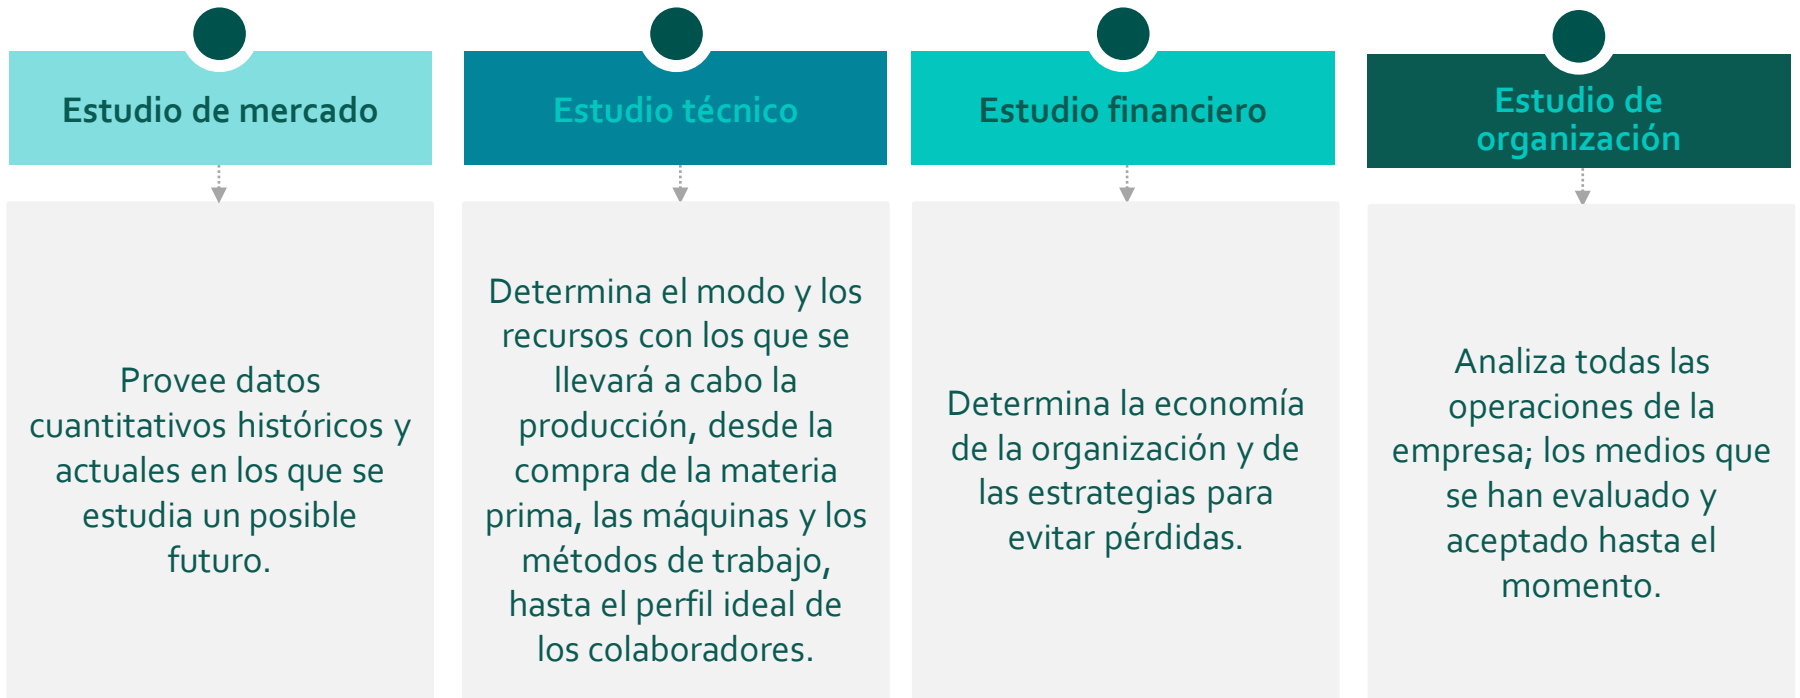 Estudio de mercado
Estudio técnico
Estudio financiero
Estudio de
organización
Provee datos
cuantitativos históricos y
actuales en los que se
estudia un posible
futuro.
Determina el modo y los
recursos con los que se
llevará a cabo la
producción, desde la
compra de la materia
prima, las máquinas y los
métodos de trabajo,
hasta el perfil ideal de
los colaboradores.
Determina la economía
de la organización y de
las estrategias para
evitar pérdidas.
Analiza todas las
operaciones de la
empresa; los medios que
se han evaluado y
aceptado hasta el
momento.